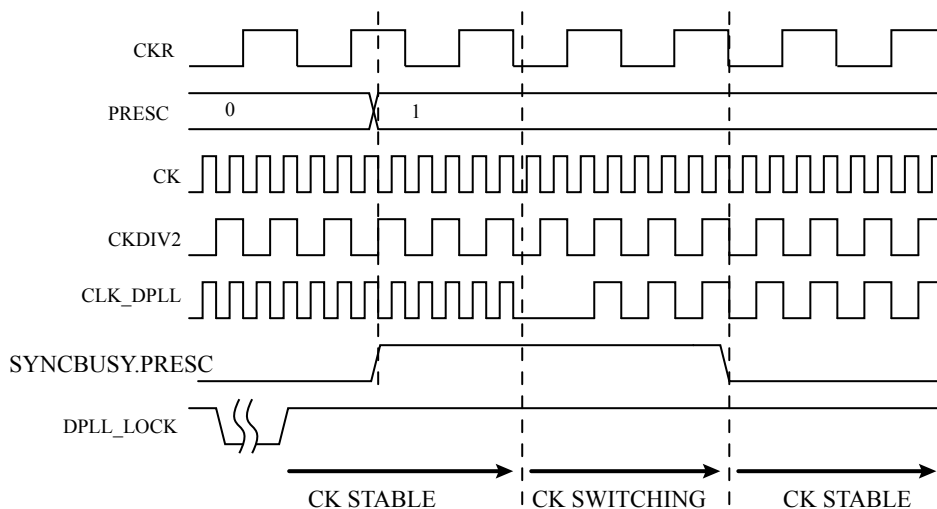 CKR
PRESC 0 1
CK
CKDIV2
CLK_DPLL
SYNCBUSY.PRESC
DPLL_LOCK
CK STABLE CK SWITCHING CK STABLE